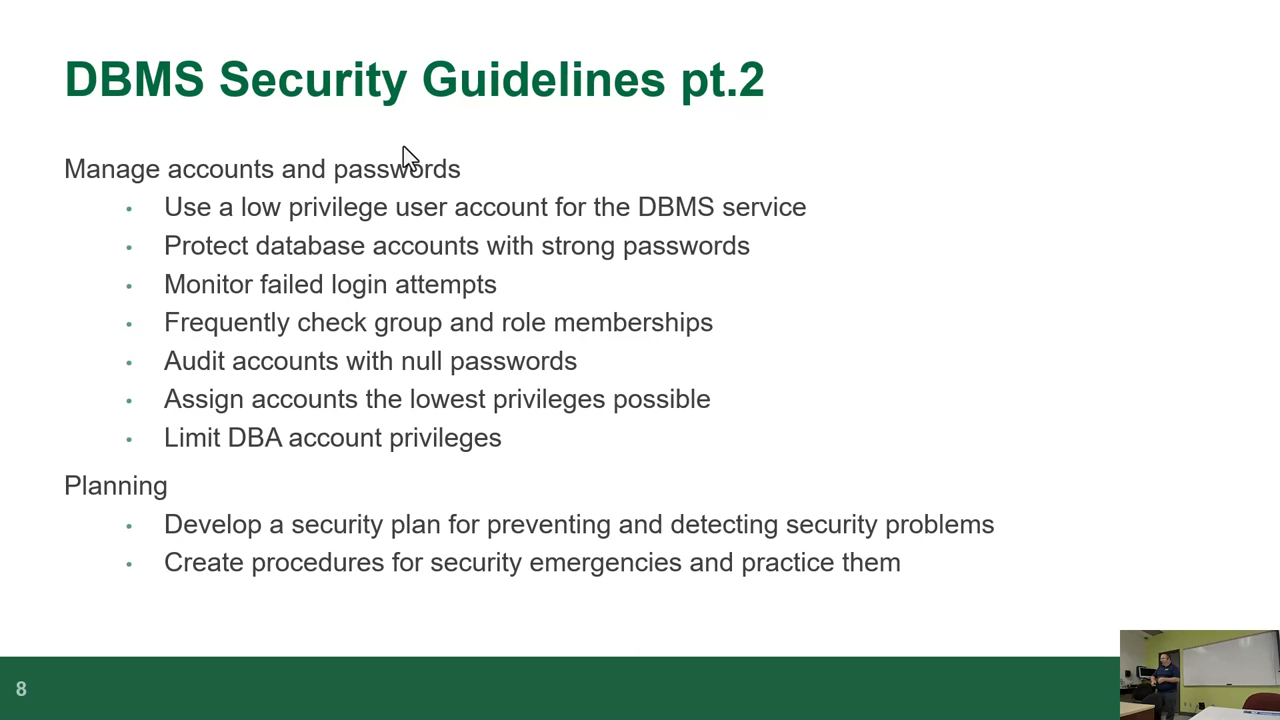 DBMS Security Guidelines pt.2
Manage accounts and passwords
• Use a low privilege user account for the DBMS service
• Protect database accounts with strong passwords
• Monitor failed login attempts
• Frequently check group and role memberships
• Audit accounts with null passwords
• Assign accounts the lowest privileges possible
• Limit DBA account privileges
Planning
• Develop a security plan for preventing and detecting security problems
• Create procedures for security emergencies and practice them
8